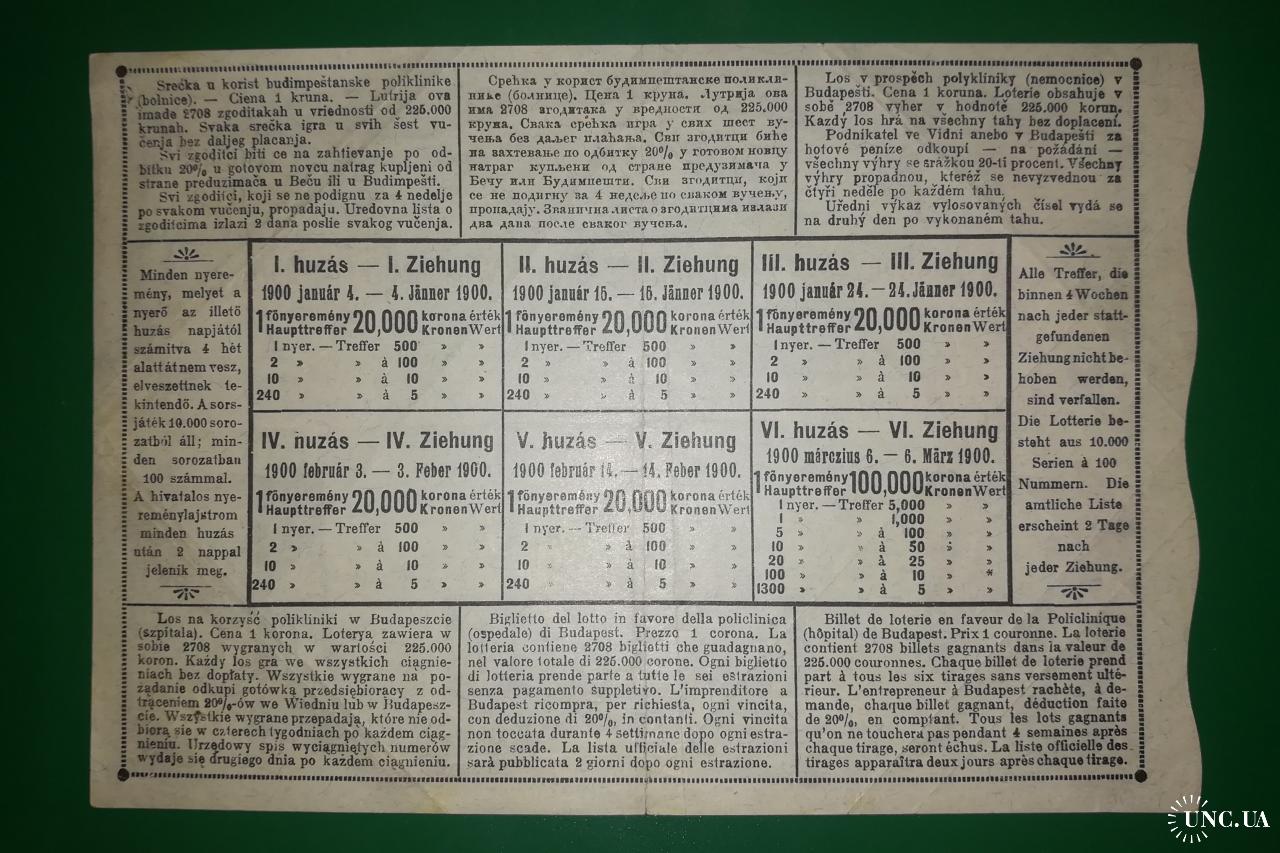 Srećka u korist budimpeštanske poliklinike
(bolnice). — Ciena 1 kruna. — Lutrija ova
imade 2708 zgoditakah u vriednosti od 225.000
krunah. Svaka srečka igra u svih šest vu-
čenja bez daljeg placanja.
Svi zgodilci biti ce na zahtievanje po od-
bitku 20% u gotovom novcu natrag kupljeni od
strane preduzimača u Beču ili u Budimpešti.
Svi zgodiici, koji se ne podignu za 4 nedelje
po svakom vučenju, propadaju. Uredovna lista o
zgoditcima izlazi 2 dana poslie svakog vučenja.
Срећка у корист будимпештанске поликли-
нињe (болнице). Цена 1 круна. Лутрија ова
има 2708 згодитака у вредности од 225.000
круна. Свака срећка игра у свих шест ву-
чења без даљег плаћања. Сви згодитци биће
на захтевање по одбитку 20% у готовом новцу
натраг купљени од стране предузимача у
Бечу или Будимпешти. Сви згодитци, који
се не подигну за 4 недеље по сваком вучењу,
пропадају. Званична листа о згодитцима излази
два дана после сваког вучења.
Los v prospěch polykliniky (nemocnice) v
Budapešti. Cena 1 koruna. Loterie obsahuje v
sobě 2708 výher v hodnotě 225.000 korun.
Každý los hrá na všechny tahy bez doplacení.
Podnikatel ve Vídni anebo v Budapešti za
hotové peníze odkoupí — na požádání —
všechny výhry se srážkou 20-ti procent. Všechny
výhry propadnou, kteréž se nevyzvednou za
čtyři neděle po každém tahu.
Uřední výkaz vylosovaných čísel vydá se
na druhý den po vykonaném tahu.
Minden nyere-
mény, melyet a
nyerő az illető
huzás napjától
számitva 4 hét
alatt át nem vesz,
elveszettnek te-
kintendő. A sors-
játék 10.000 soro-
zatból áll; min-
den sorozatban
100 számmal.
A hivatalos nye-
reménylajstrom
minden huzás
után 2 nappal
jelenik meg.
I. huzás — I. Ziehung
1900 január 4. — 4. Jänner 1900.
1 főnyeremény Haupttreffer 20,000 korona érték Kronen Wert
1 nyer. — Treffer 500 » »
2 » » à 100 » »
10 » » à 10 » »
240 » » à 5 » »
II. huzás — II. Ziehung
1900 január 15. — 15. Jänner 1900.
1 főnyeremény Haupttreffer 20,000 korona érték Kronen Wert
1 nyer. — Treffer 500 » »
2 » » à 100 » »
10 » » à 10 » »
240 » » à 5 » »
III. huzás — III. Ziehung
1900 január 24. — 24. Jänner 1900.
1 főnyeremény Haupttreffer 20,000 korona érték Kronen Wert
1 nyer. — Treffer 500 » »
2 » » à 100 » »
10 » » à 10 » »
240 » » à 5 » »
IV. huzás — IV. Ziehung
1900 február 3. — 3. Feber 1900.
1 főnyeremény Haupttreffer 20,000 korona érték Kronen Wert
1 nyer. — Treffer 500 » »
2 » » à 100 » »
10 » » à 10 » »
240 » » à 5 » »
V. huzás — V. Ziehung
1900 február 14. — 14. Feber 1900.
1 főnyeremény Haupttreffer 20,000 korona érték Kronen Wert
1 nyer. — Treffer 500 » »
2 » » à 100 » »
10 » » à 10 » »
240 » » à 5 » »
VI. huzás — VI. Ziehung
1900 márczius 6. — 6. März 1900.
1 főnyeremény Haupttreffer 100,000 korona érték Kronen Wert
1 nyer. — Treffer 5,000 » »
1 » » 1,000 » »
5 » » à 100 » »
10 » » à 50 » »
20 » » à 25 » »
100 » » à 10 » »
1300 » » à 5 » »
Alle Treffer, die
binnen 4 Wochen
nach jeder statt-
gefundenen
Ziehung nicht be-
hoben werden,
sind verfallen.
Die Lotterie be-
steht aus 10.000
Serien à 100
Nummern. Die
amtliche Liste
erscheint 2 Tage
nach
jeder Ziehung.
Los na korzyść polikliniki w Budapeszcie
(szpitala). Cena 1 korona. Loterya zawiera w
sobie 2708 wygranych w wartości 225.000
koron. Każdy los gra we wszystkich ciągnie-
niach bez dopłaty. Wszystkie wygrane na po-
żądanie odkupi gotówką przedsiębioracy z od-
trąceniem 20%-ów we Wiedniu lub w Budapesz-
cie. Wszystkie wygrane przepadają, które nie od-
biorą sie w czterech tygodniach po każdem ciąg-
nieniu. Urzędowy spis wyciągniętych numerów
wydaje się drugiego dnia po każdem ciągnieniu.
Biglietto del lotto in favore della policlinica
(ospedale) di Budapest. Prezzo 1 corona. La
lotteria contiene 2708 biglietti che guadagnano,
nel valore totale di 225.000 corone. Ogni biglietto
di lotteria prende parte a tutte le sei estrazioni
senza pagamento suppletivo. L'imprenditore a
Budapest ricompra, per richiesta, ogni vincita,
con deduzione di 20%, in contanti. Ogni vincita
non toccata durante 4 settimane dopo ogni estra-
zione scade. La lista ufficiale delle estrazioni
sarà pubblicata 2 giorni dopo ogni estrazione.
Billet de loterie en faveur de la Policlinique
(hôpital) de Budapest. Prix 1 couronne. La loterie
contient 2708 billets gagnants dans la valeur de
225.000 couronnes. Chaque billet de loterie prend
part à tous les six tirages sans versement ulté-
rieur. L'entrepreneur à Budapest rachète, à de-
mande, chaque billet gagnant, déduction faite
de 20%, en comptant. Tous les lots gagnants
qu'on ne touchera pas pendant 4 semaines après
chaque tirage, seront échus. La liste officielle des
tirages apparaîtra deux jours après chaque tirage.
UNC.UA